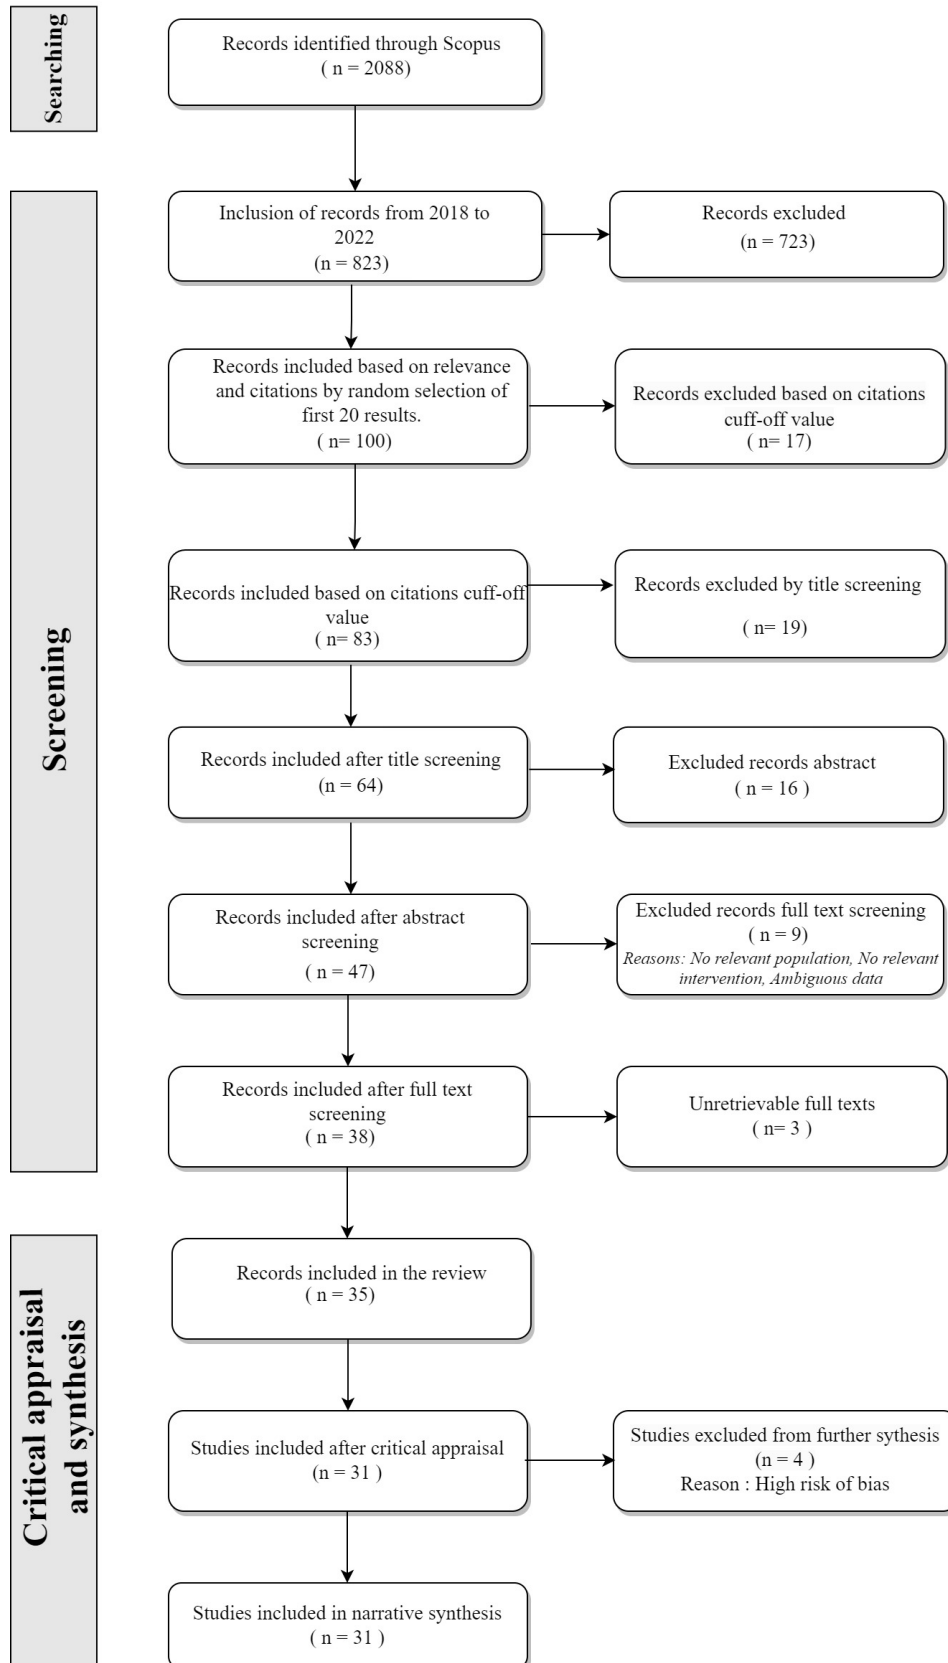 Searching
Records identified through Scopus
( n = 2088)
Screening
Inclusion of records from 2018 to
2022
(n = 823)
Records excluded
(n = 723)
Records included based on relevance
and citations by random selection of
first 20 results.
( n= 100)
Records excluded based on citations
cuff-off value
( n= 17)
Records included based on citations cuff-off
value
( n= 83)
Records excluded by title screening
( n= 19)
Records included after title screening
(n = 64)
Excluded records abstract
( n = 16 )
Records included after abstract
screening
( n = 47)
Excluded records full text screening
( n = 9)
Reasons: No relevant population, No relevant
intervention, Ambiguous data
Records included after full text
screening
( n = 38)
Unretrievable full texts
( n= 3 )
Critical appraisal
and synthesis
Records included in the review
( n = 35)
Studies included after critical appraisal
(n = 31 )
Studies excluded from further sythesis
(n = 4 )
Reason : High risk of bias
Studies included in narrative synthesis
( n = 31 )